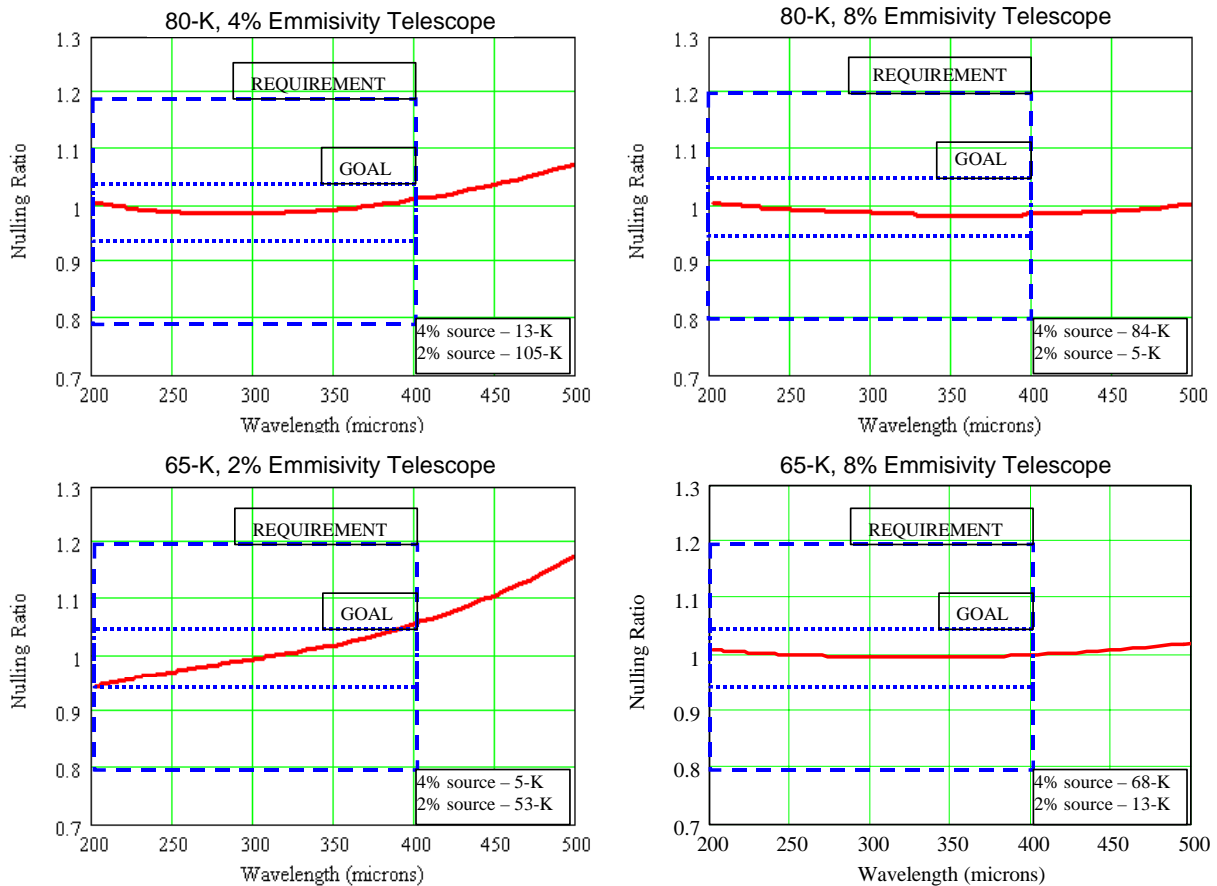 80-K, 4% Emmisivity Telescope
1.3
1.2
1.1
1
0.9
0.8
0.7
Nulling Ratio
REQUIREMENT
GOAL
4% source – 13-K
2% source – 105-K
200 250 300 350 400 450 500
Wavelength (microns)
80-K, 8% Emmisivity Telescope
1.3
1.2
1.1
1
0.9
0.8
0.7
Nulling Ratio
REQUIREMENT
GOAL
4% source – 84-K
2% source – 5-K
200 250 300 350 400 450 500
Wavelength (microns)
65-K, 2% Emmisivity Telescope
1.3
1.2
1.1
1
0.9
0.8
0.7
Nulling Ratio
REQUIREMENT
GOAL
4% source – 5-K
2% source – 53-K
200 250 300 350 400 450 500
Wavelength (microns)
65-K, 8% Emmisivity Telescope
1.3
1.2
1.1
1
0.9
0.8
0.7
Nulling Ratio
REQUIREMENT
GOAL
4% source – 68-K
2% source – 13-K
200 250 300 350 400 450 500
Wavelength (microns)